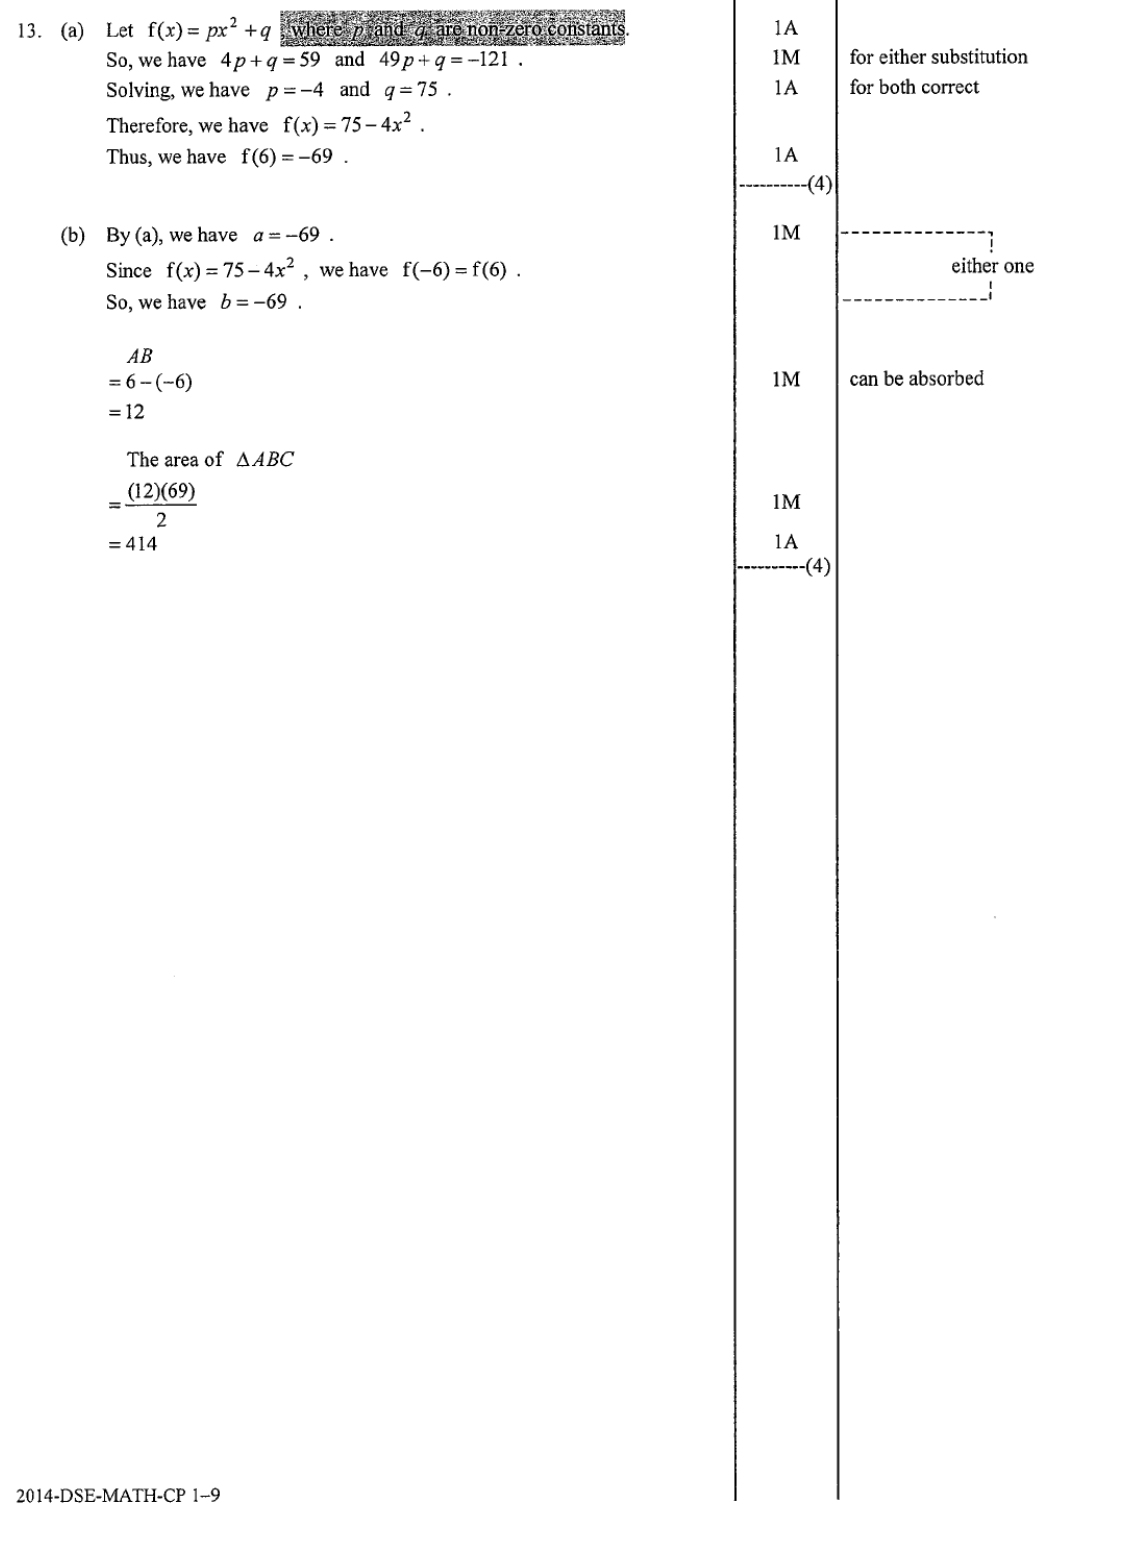 13. (a) Let f(x) = px² + q , where p and q are non-zero constants. 1A
So, we have 4p + q = 59 and 49p + q = −121 . 1M for either substitution
Solving, we have p = −4 and q = 75 . 1A for both correct
Therefore, we have f(x) = 75 − 4x² .
Thus, we have f(6) = −69 . 1A
----------(4)
(b) By (a), we have a = −69 . 1M
Since f(x) = 75 − 4x² , we have f(−6) = f(6) . either one
So, we have b = −69 .
AB
= 6 − (−6) 1M can be absorbed
= 12
The area of ΔABC
= (12)(69)/2 1M
= 414 1A
----------(4)
2014-DSE-MATH-CP 1–9